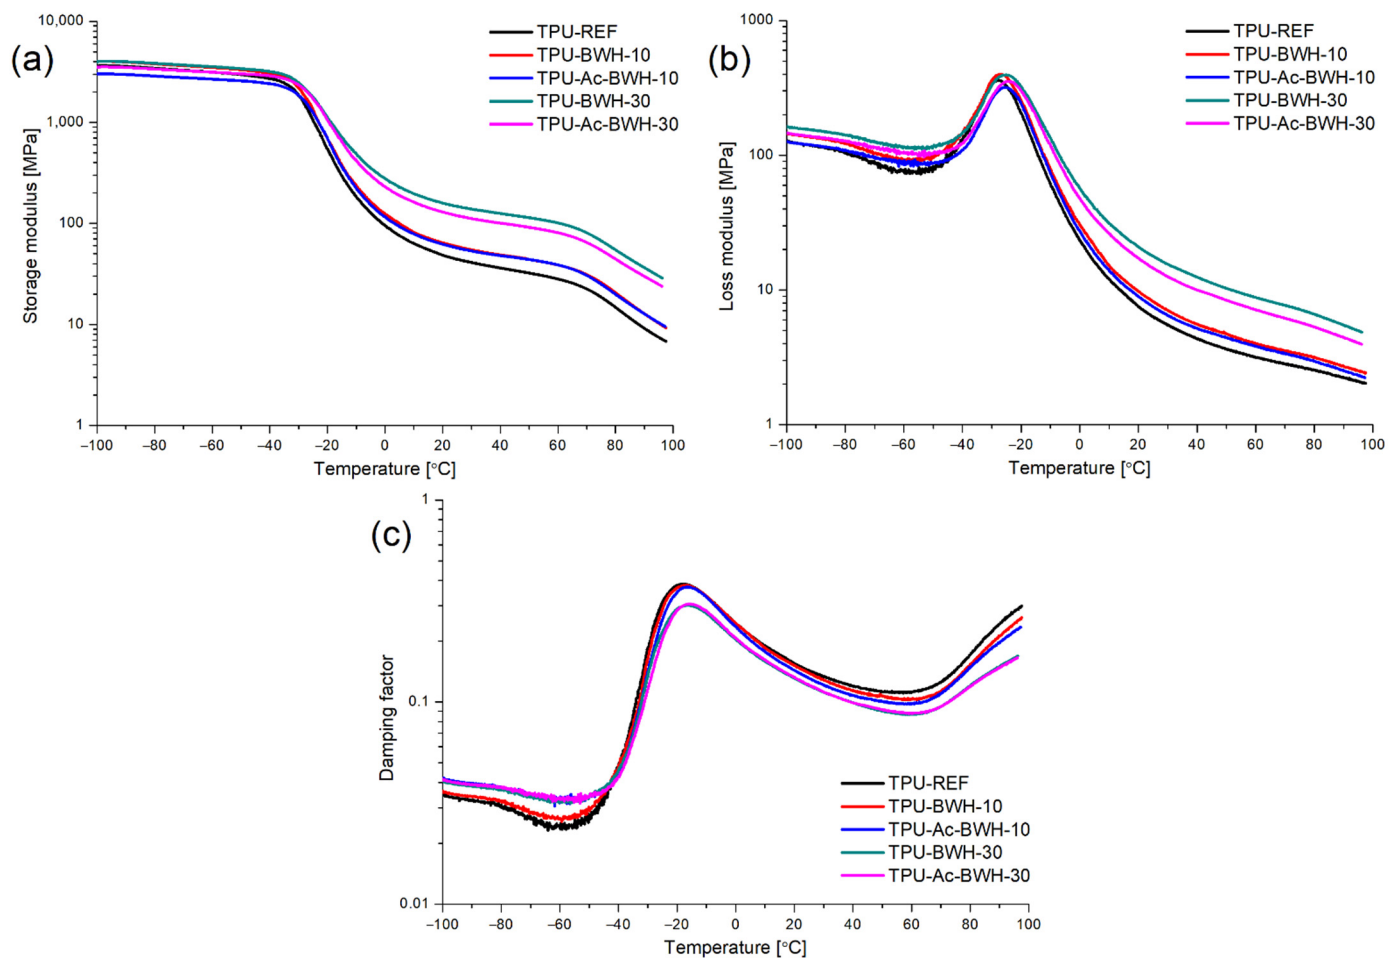 (a)
10,000
1,000
100
10
1
Storage modulus [MPa]
TPU-REF
TPU-BWH-10
TPU-Ac-BWH-10
TPU-BWH-30
TPU-Ac-BWH-30
–100 –80 –60 –40 –20 0 20 40 60 80 100
Temperature [°C]
(b)
1000
100
10
1
Loss modulus [MPa]
TPU-REF
TPU-BWH-10
TPU-Ac-BWH-10
TPU-BWH-30
TPU-Ac-BWH-30
–100 –80 –60 –40 –20 0 20 40 60 80 100
Temperature [°C]
(c)
1
0.1
0.01
Damping factor
TPU-REF
TPU-BWH-10
TPU-Ac-BWH-10
TPU-BWH-30
TPU-Ac-BWH-30
–100 –80 –60 –40 –20 0 20 40 60 80 100
Temperature [°C]